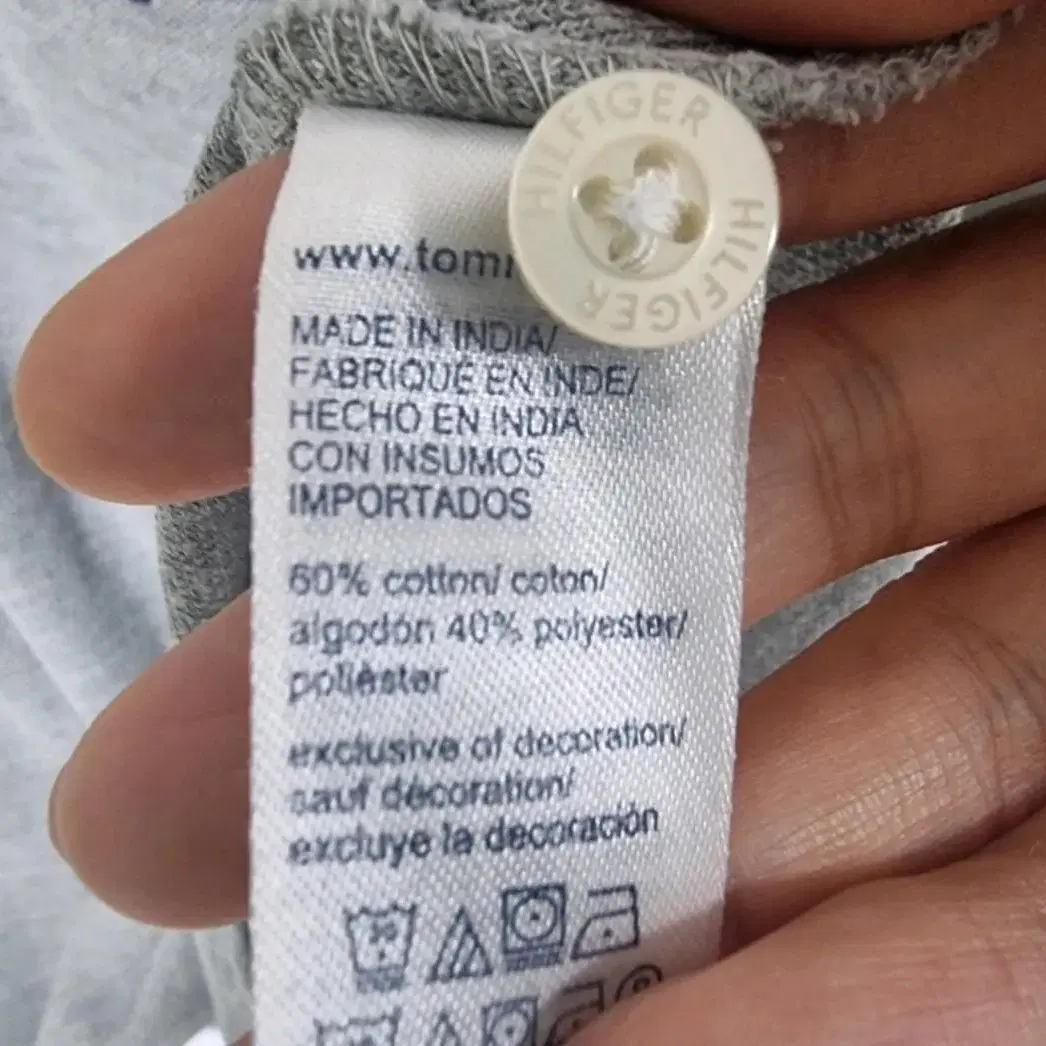 HILFIGER
HILFIGER
www.tom
MADE IN INDIA/
FABRIQUÉ EN INDE/
HECHO EN INDIA
CON INSUMOS
IMPORTADOS
60% cotton/ coton/
algodón 40% polyester/
poliéster
exclusive of decoration/
sauf décoration/
excluye la decoración
30